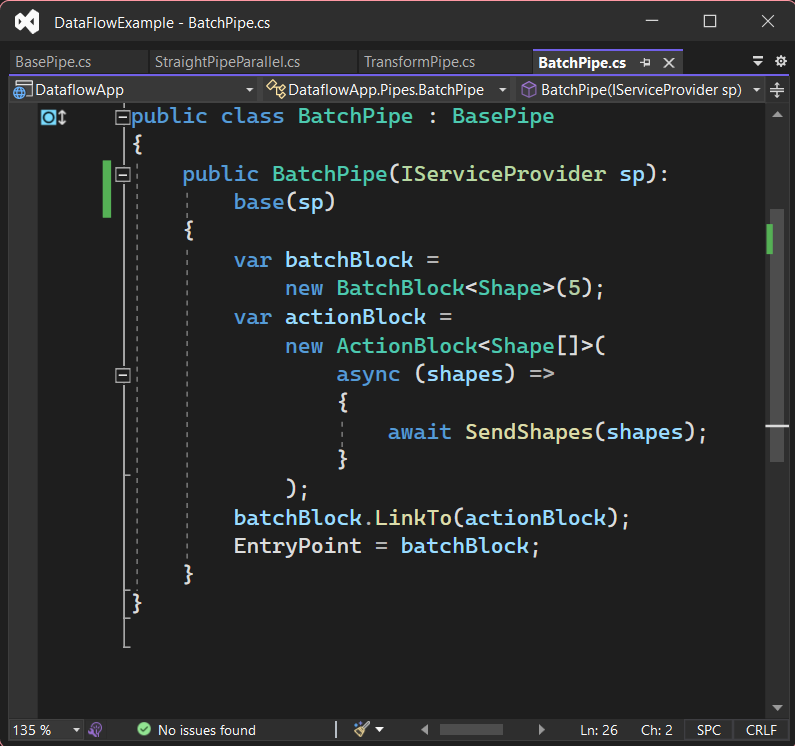 DataFlowExample - BatchPipe.cs
BasePipe.cs StraightPipeParallel.cs TransformPipe.cs BatchPipe.cs
DataflowApp DataflowApp.Pipes.BatchPipe BatchPipe(IServiceProvider sp)
public class BatchPipe : BasePipe
{
public BatchPipe(IServiceProvider sp):
base(sp)
{
var batchBlock =
new BatchBlock<Shape>(5);
var actionBlock =
new ActionBlock<Shape[]>(
async (shapes) =>
{
await SendShapes(shapes);
}
);
batchBlock.LinkTo(actionBlock);
EntryPoint = batchBlock;
}
}
135 % No issues found Ln: 26 Ch: 2 SPC CRLF